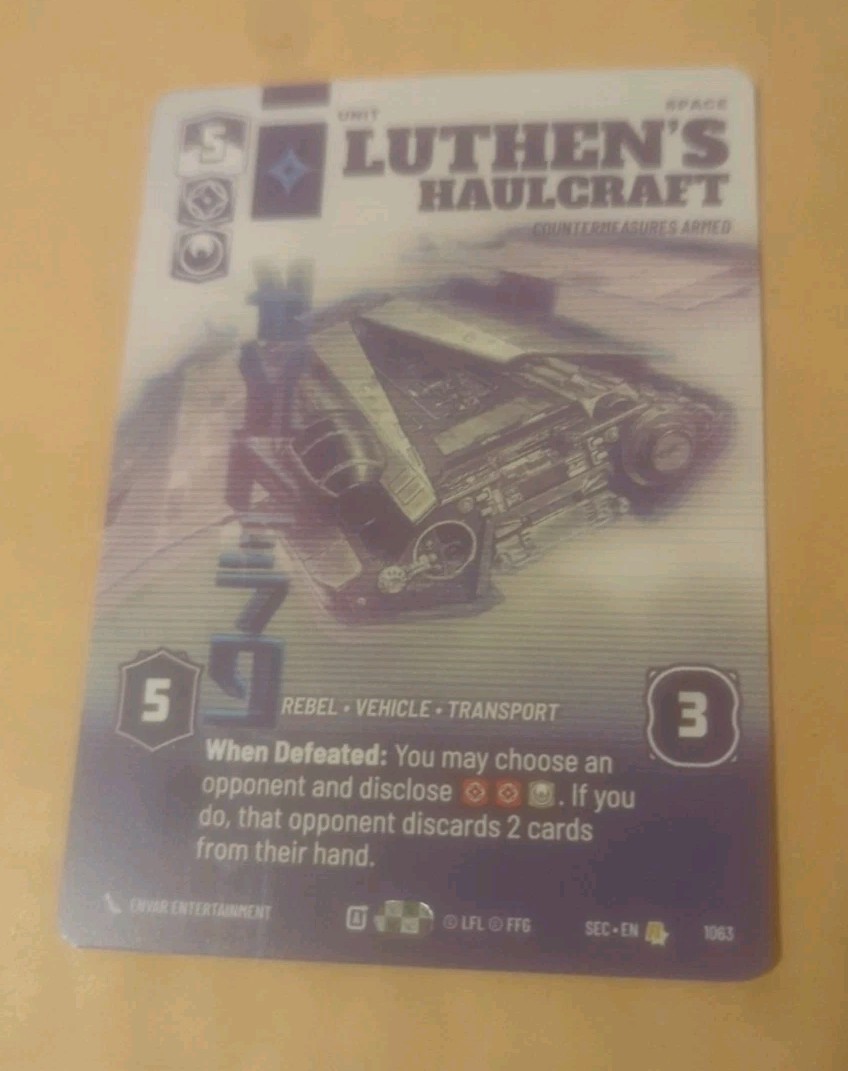 UNIT
SPACE
5
LUTHEN'S
HAULCRAFT
COUNTERMEASURES ARMED
5
REBEL • VEHICLE • TRANSPORT
3
When Defeated: You may choose an
opponent and disclose . If you
do, that opponent discards 2 cards
from their hand.
ENVAR ENTERTAINMENT
© LFL © FFG
SEC • EN
1063